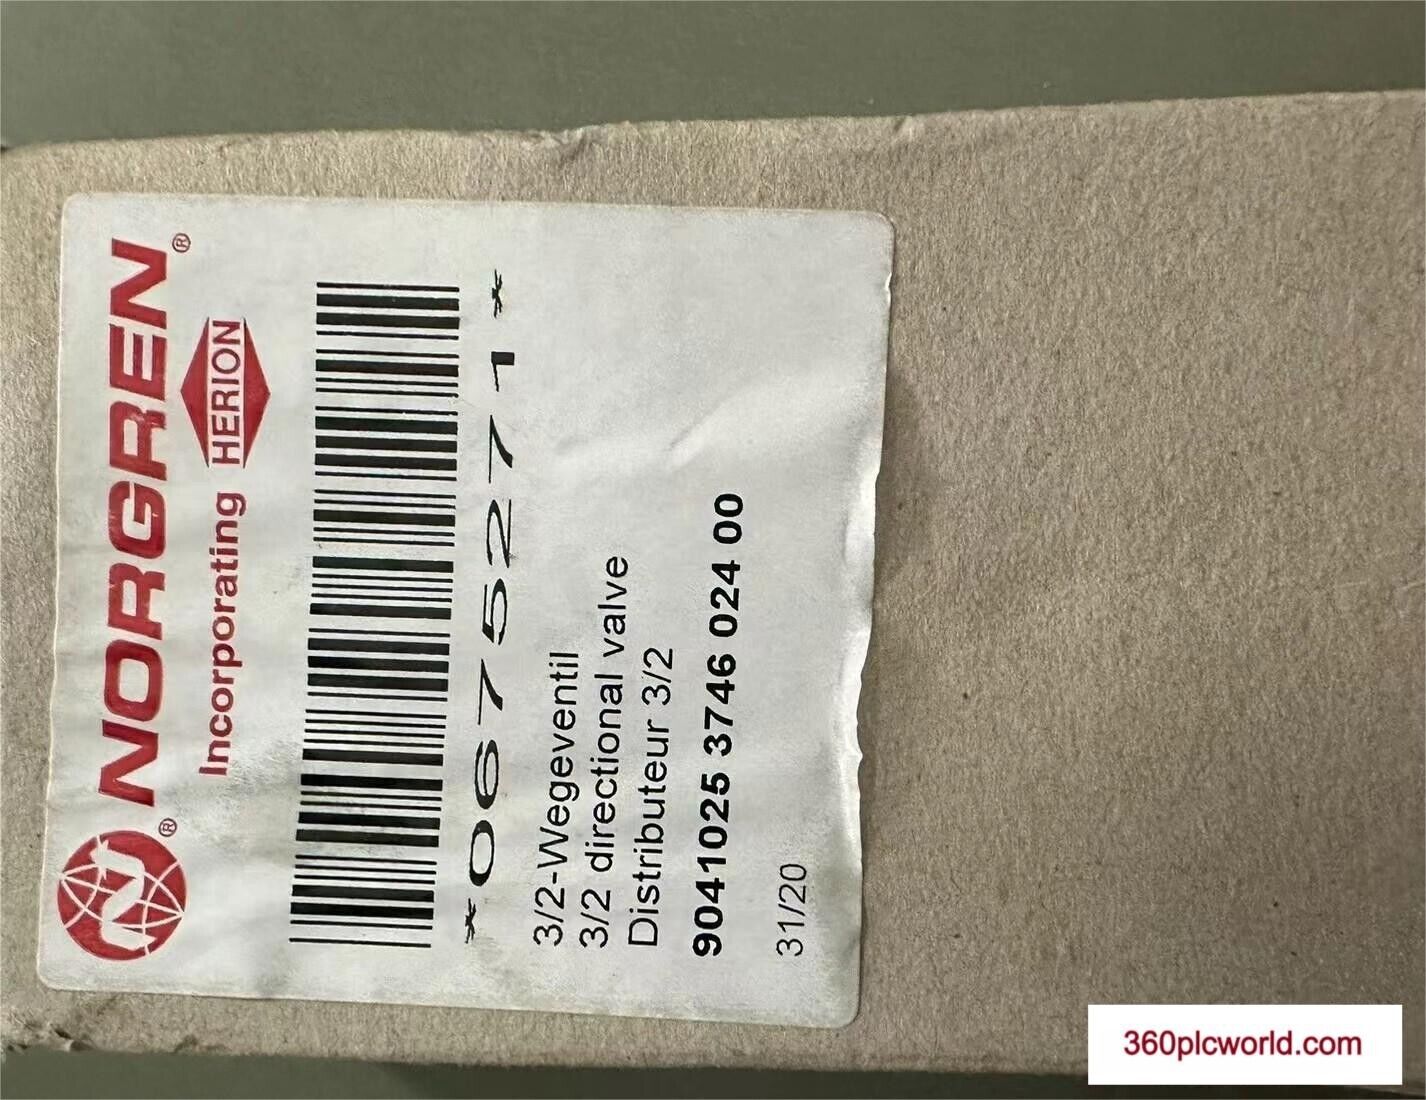 NORGREN®
Incorporating HERION
*0675271*
3/2-Wegeventil
3/2 directional valve
Distributeur 3/2
9041025 3746 024 00
31/20
360plcworld.com